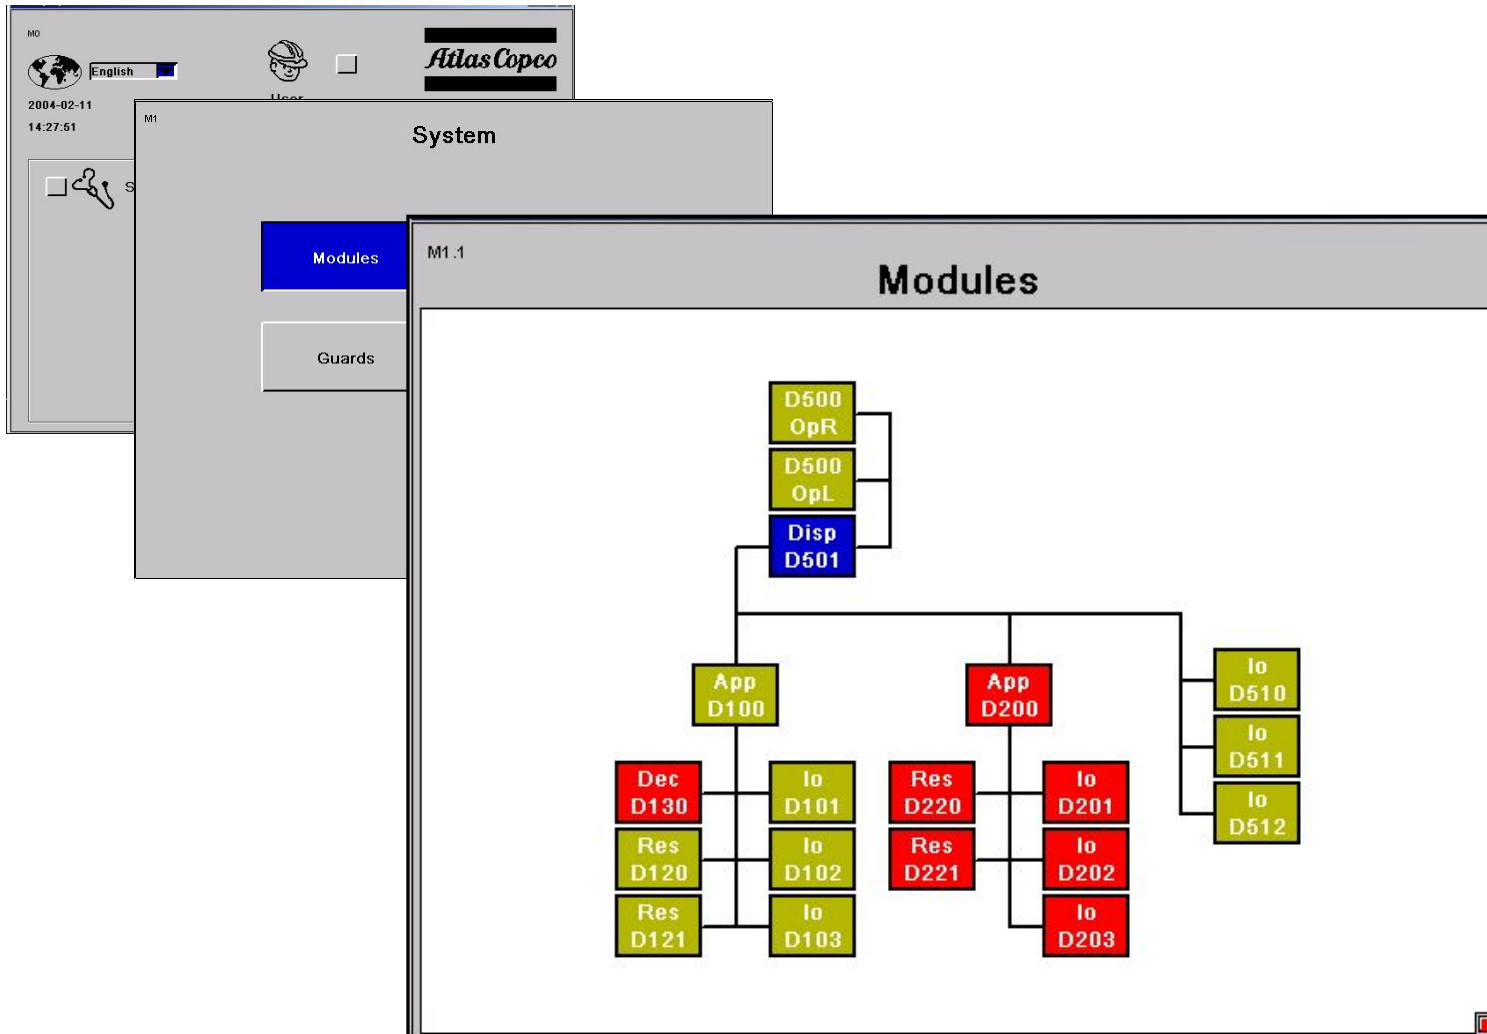 M0
English
Atlas Copco
2004-02-11
14:27:51
M1
System
Modules
Guards
M1.1
Modules
D500
OpR
D500
OpL
Disp
D501
App
D100
App
D200
Io
D510
Io
D511
Io
D512
Dec
D130
Io
D101
Res
D220
Io
D201
Res
D120
Io
D102
Res
D221
Io
D202
Res
D121
Io
D103
Io
D203